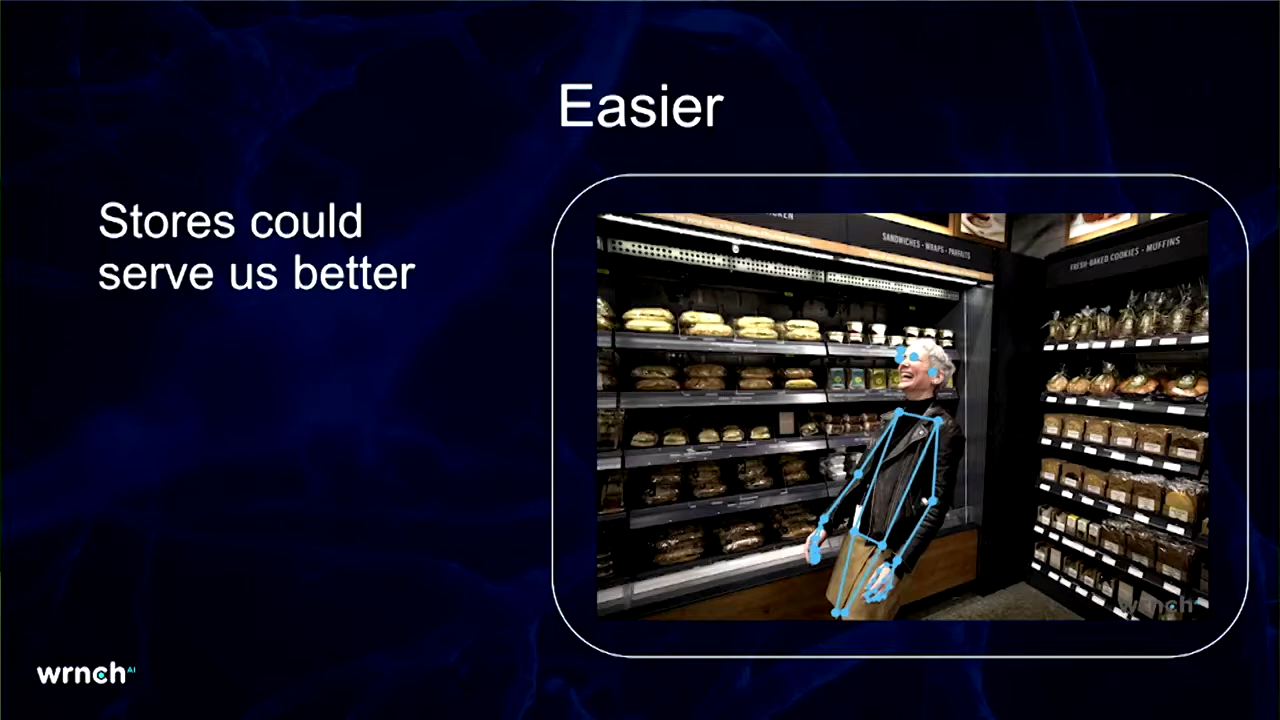 Easier
Stores could
serve us better
SANDWICHES • WRAPS • PARFAITS
FRESH-BAKED COOKIES • MUFFINS
wrnch
wrnch AI